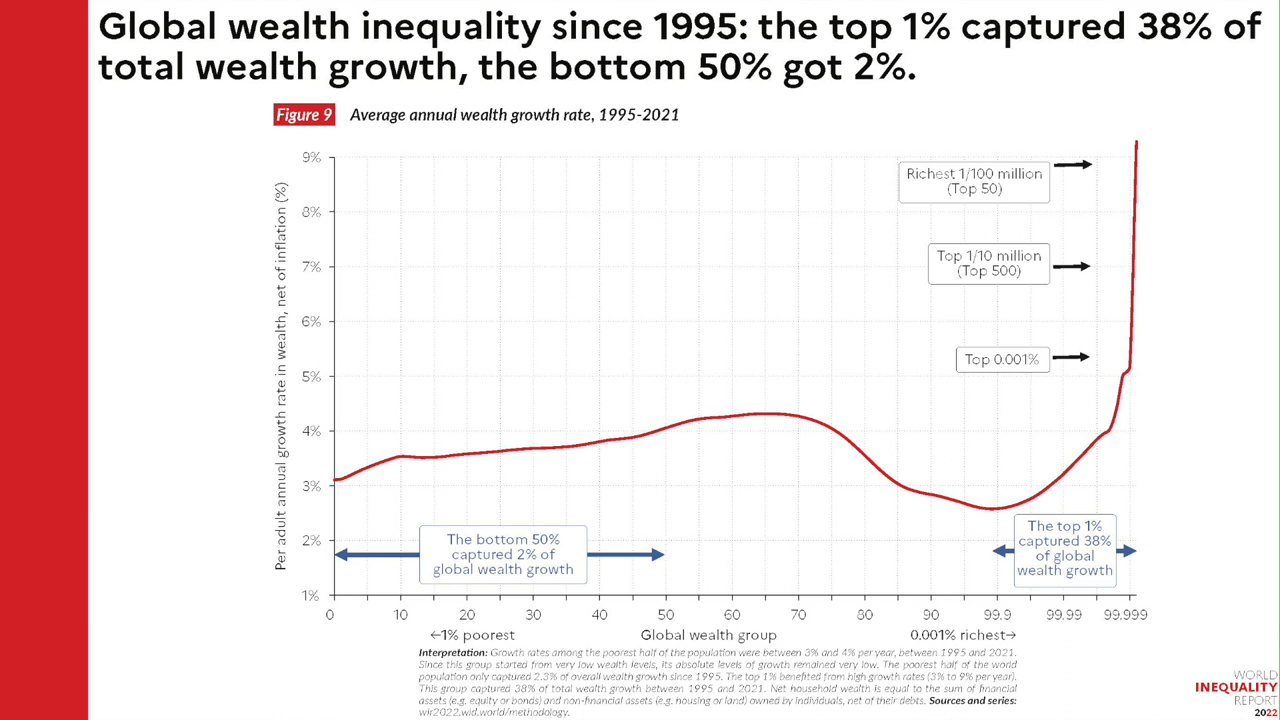 Global wealth inequality since 1995: the top 1% captured 38% of
total wealth growth, the bottom 50% got 2%.
Figure 9 Average annual wealth growth rate, 1995-2021
Per adult annual growth rate in wealth, net of inflation (%)
9%
8%
7%
6%
5%
4%
3%
2%
1%
Richest 1/100 million
(Top 50)
Top 1/10 million
(Top 500)
Top 0.001%
The bottom 50%
captured 2% of
global wealth growth
The top 1%
captured 38%
of global
wealth growth
0 10 20 30 40 50 60 70 80 90 99.9 99.99 99.999
←1% poorest Global wealth group 0.001% richest→
Interpretation: Growth rates among the poorest half of the population were between 3% and 4% per year, between 1995 and 2021.
Since this group started from very low wealth levels, its absolute levels of growth remained very low. The poorest half of the world
population only captured 2.3% of overall wealth growth since 1995. The top 1% benefited from high growth rates (3% to 9% per year).
This group captured 38% of total wealth growth between 1995 and 2021. Net household wealth is equal to the sum of financial
assets (e.g. equity or bonds) and non-financial assets (e.g. housing or land) owned by individuals, net of their debts. Sources and series:
wir2022.wid.world/methodology.
WORLD
INEQUALITY
REPORT
2022